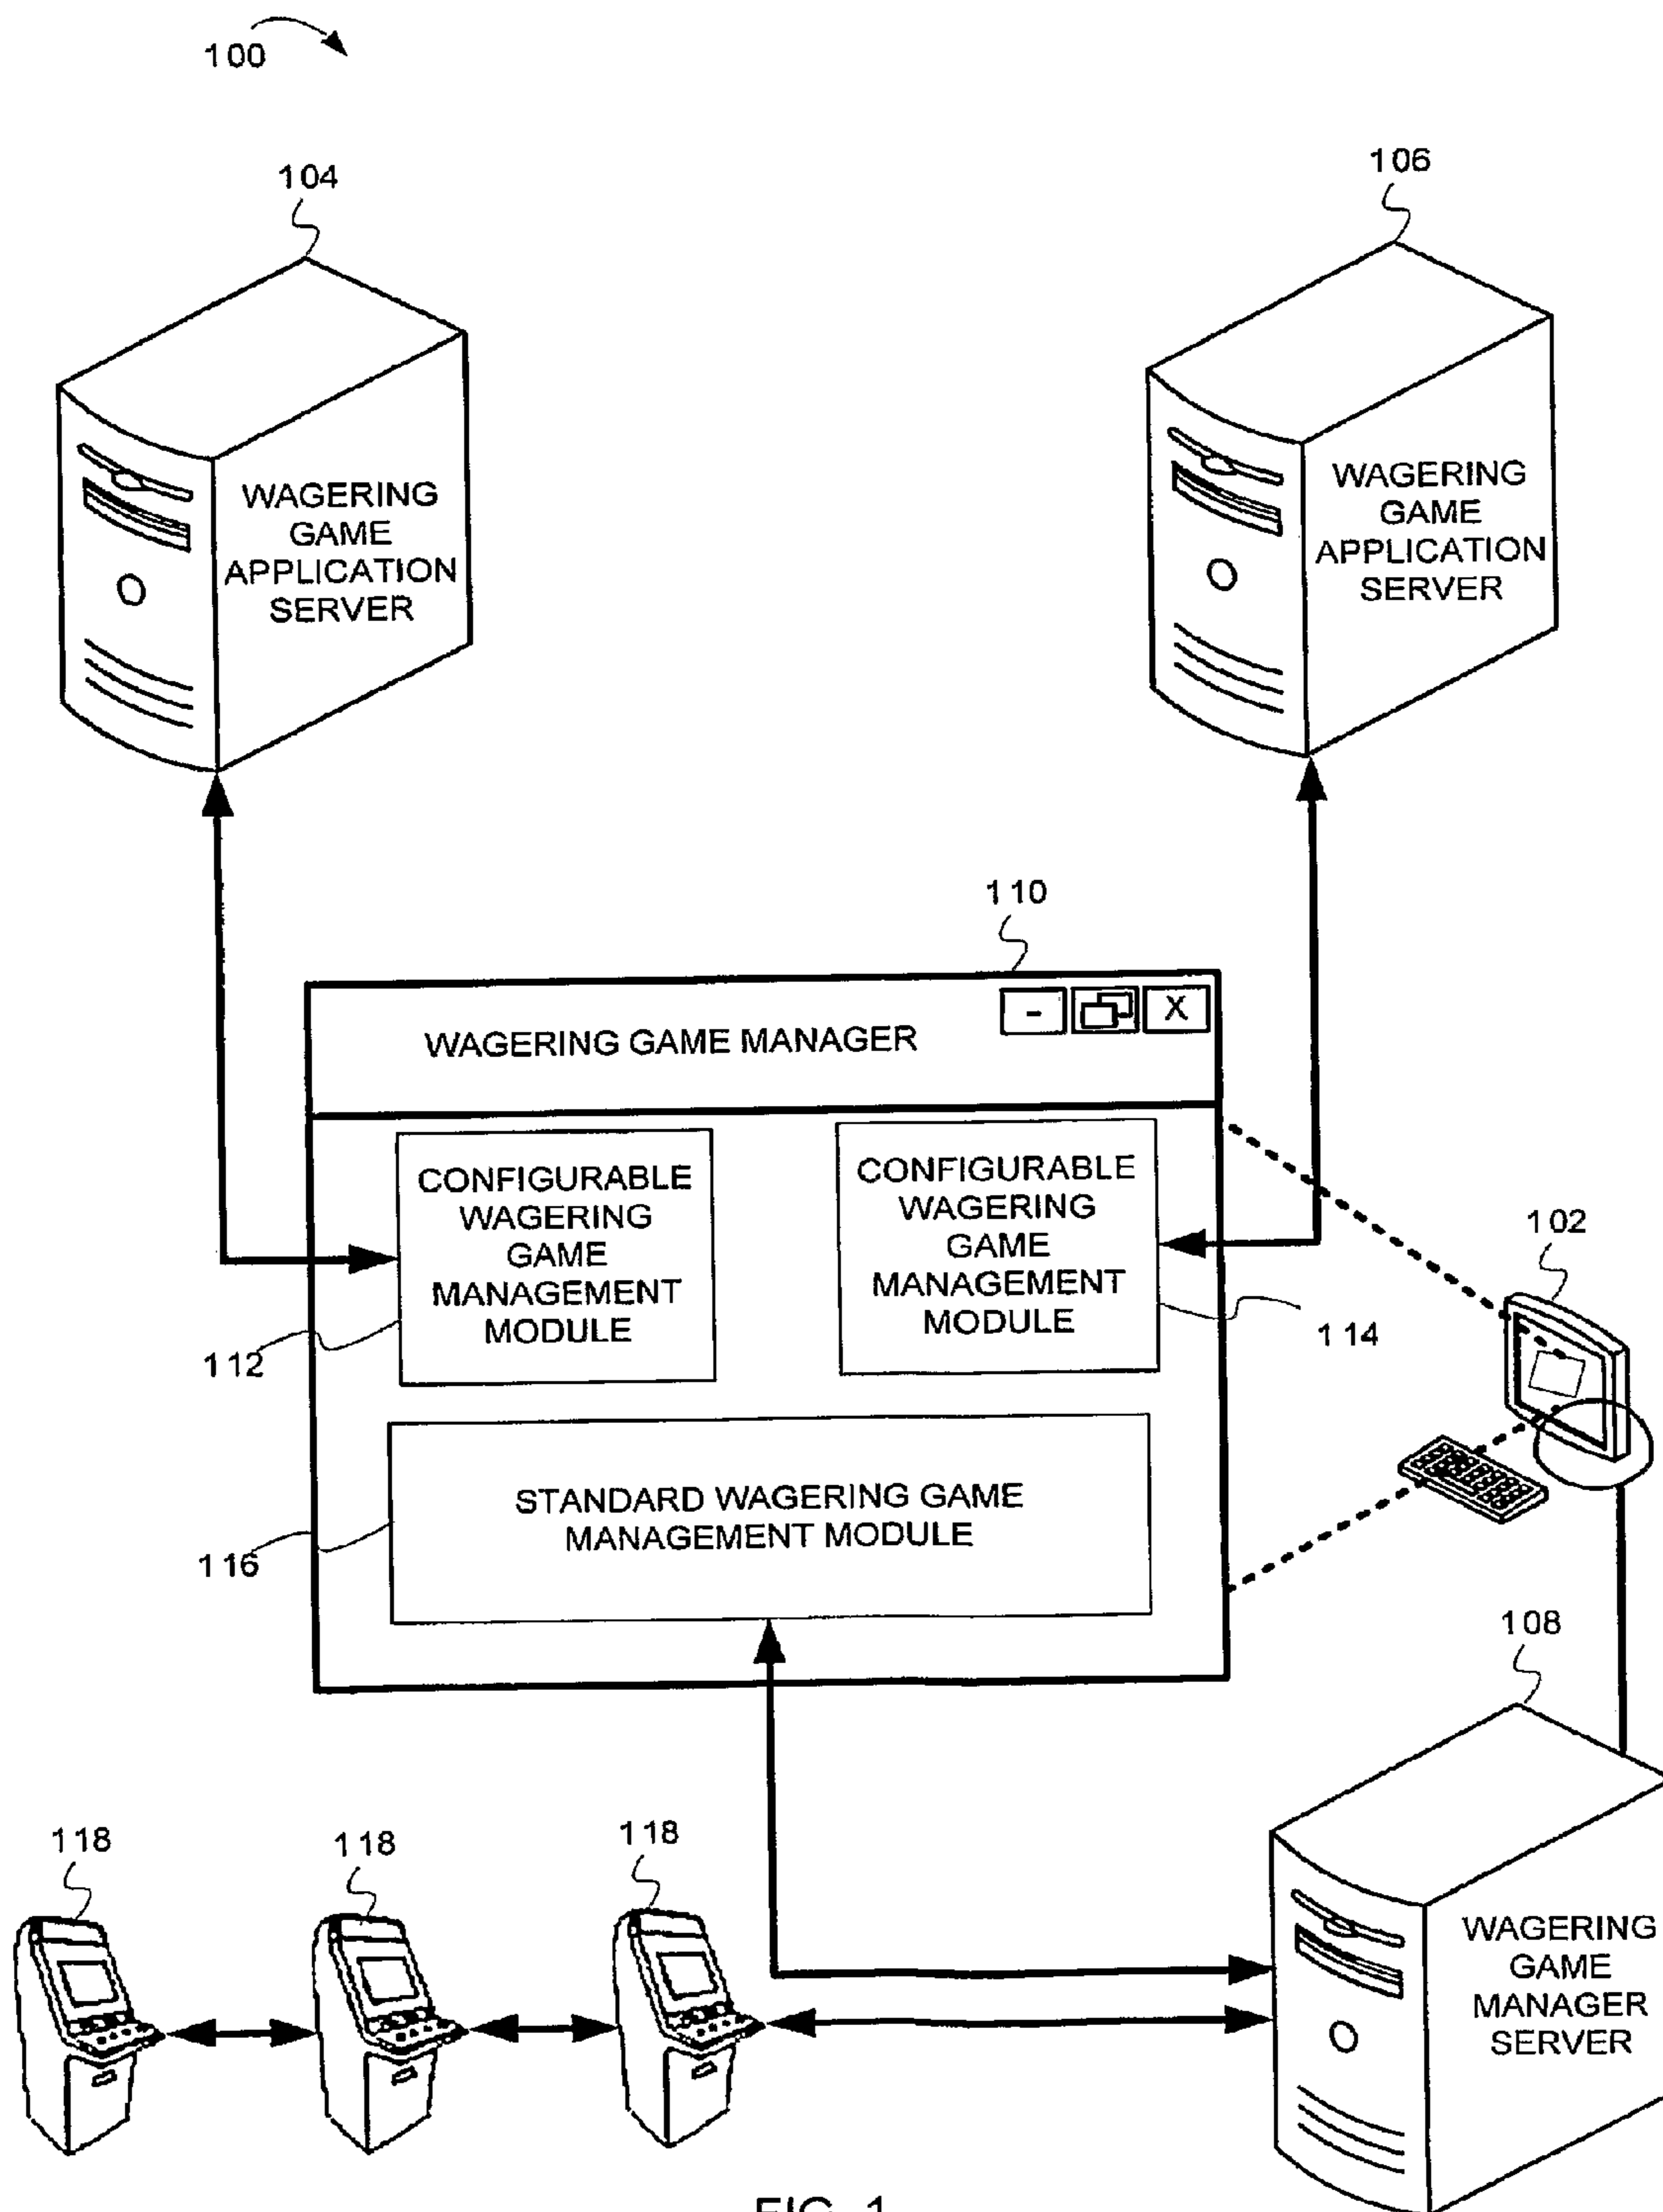 100
104
106
WAGERING
GAME
APPLICATION
SERVER
WAGERING
GAME
APPLICATION
SERVER
110
WAGERING GAME MANAGER
-
X
CONFIGURABLE
WAGERING
GAME
MANAGEMENT
MODULE
CONFIGURABLE
WAGERING
GAME
MANAGEMENT
MODULE
102
112
114
STANDARD WAGERING GAME
MANAGEMENT MODULE
116
108
118
118
118
WAGERING
GAME
MANAGER
SERVER
FIG. 1